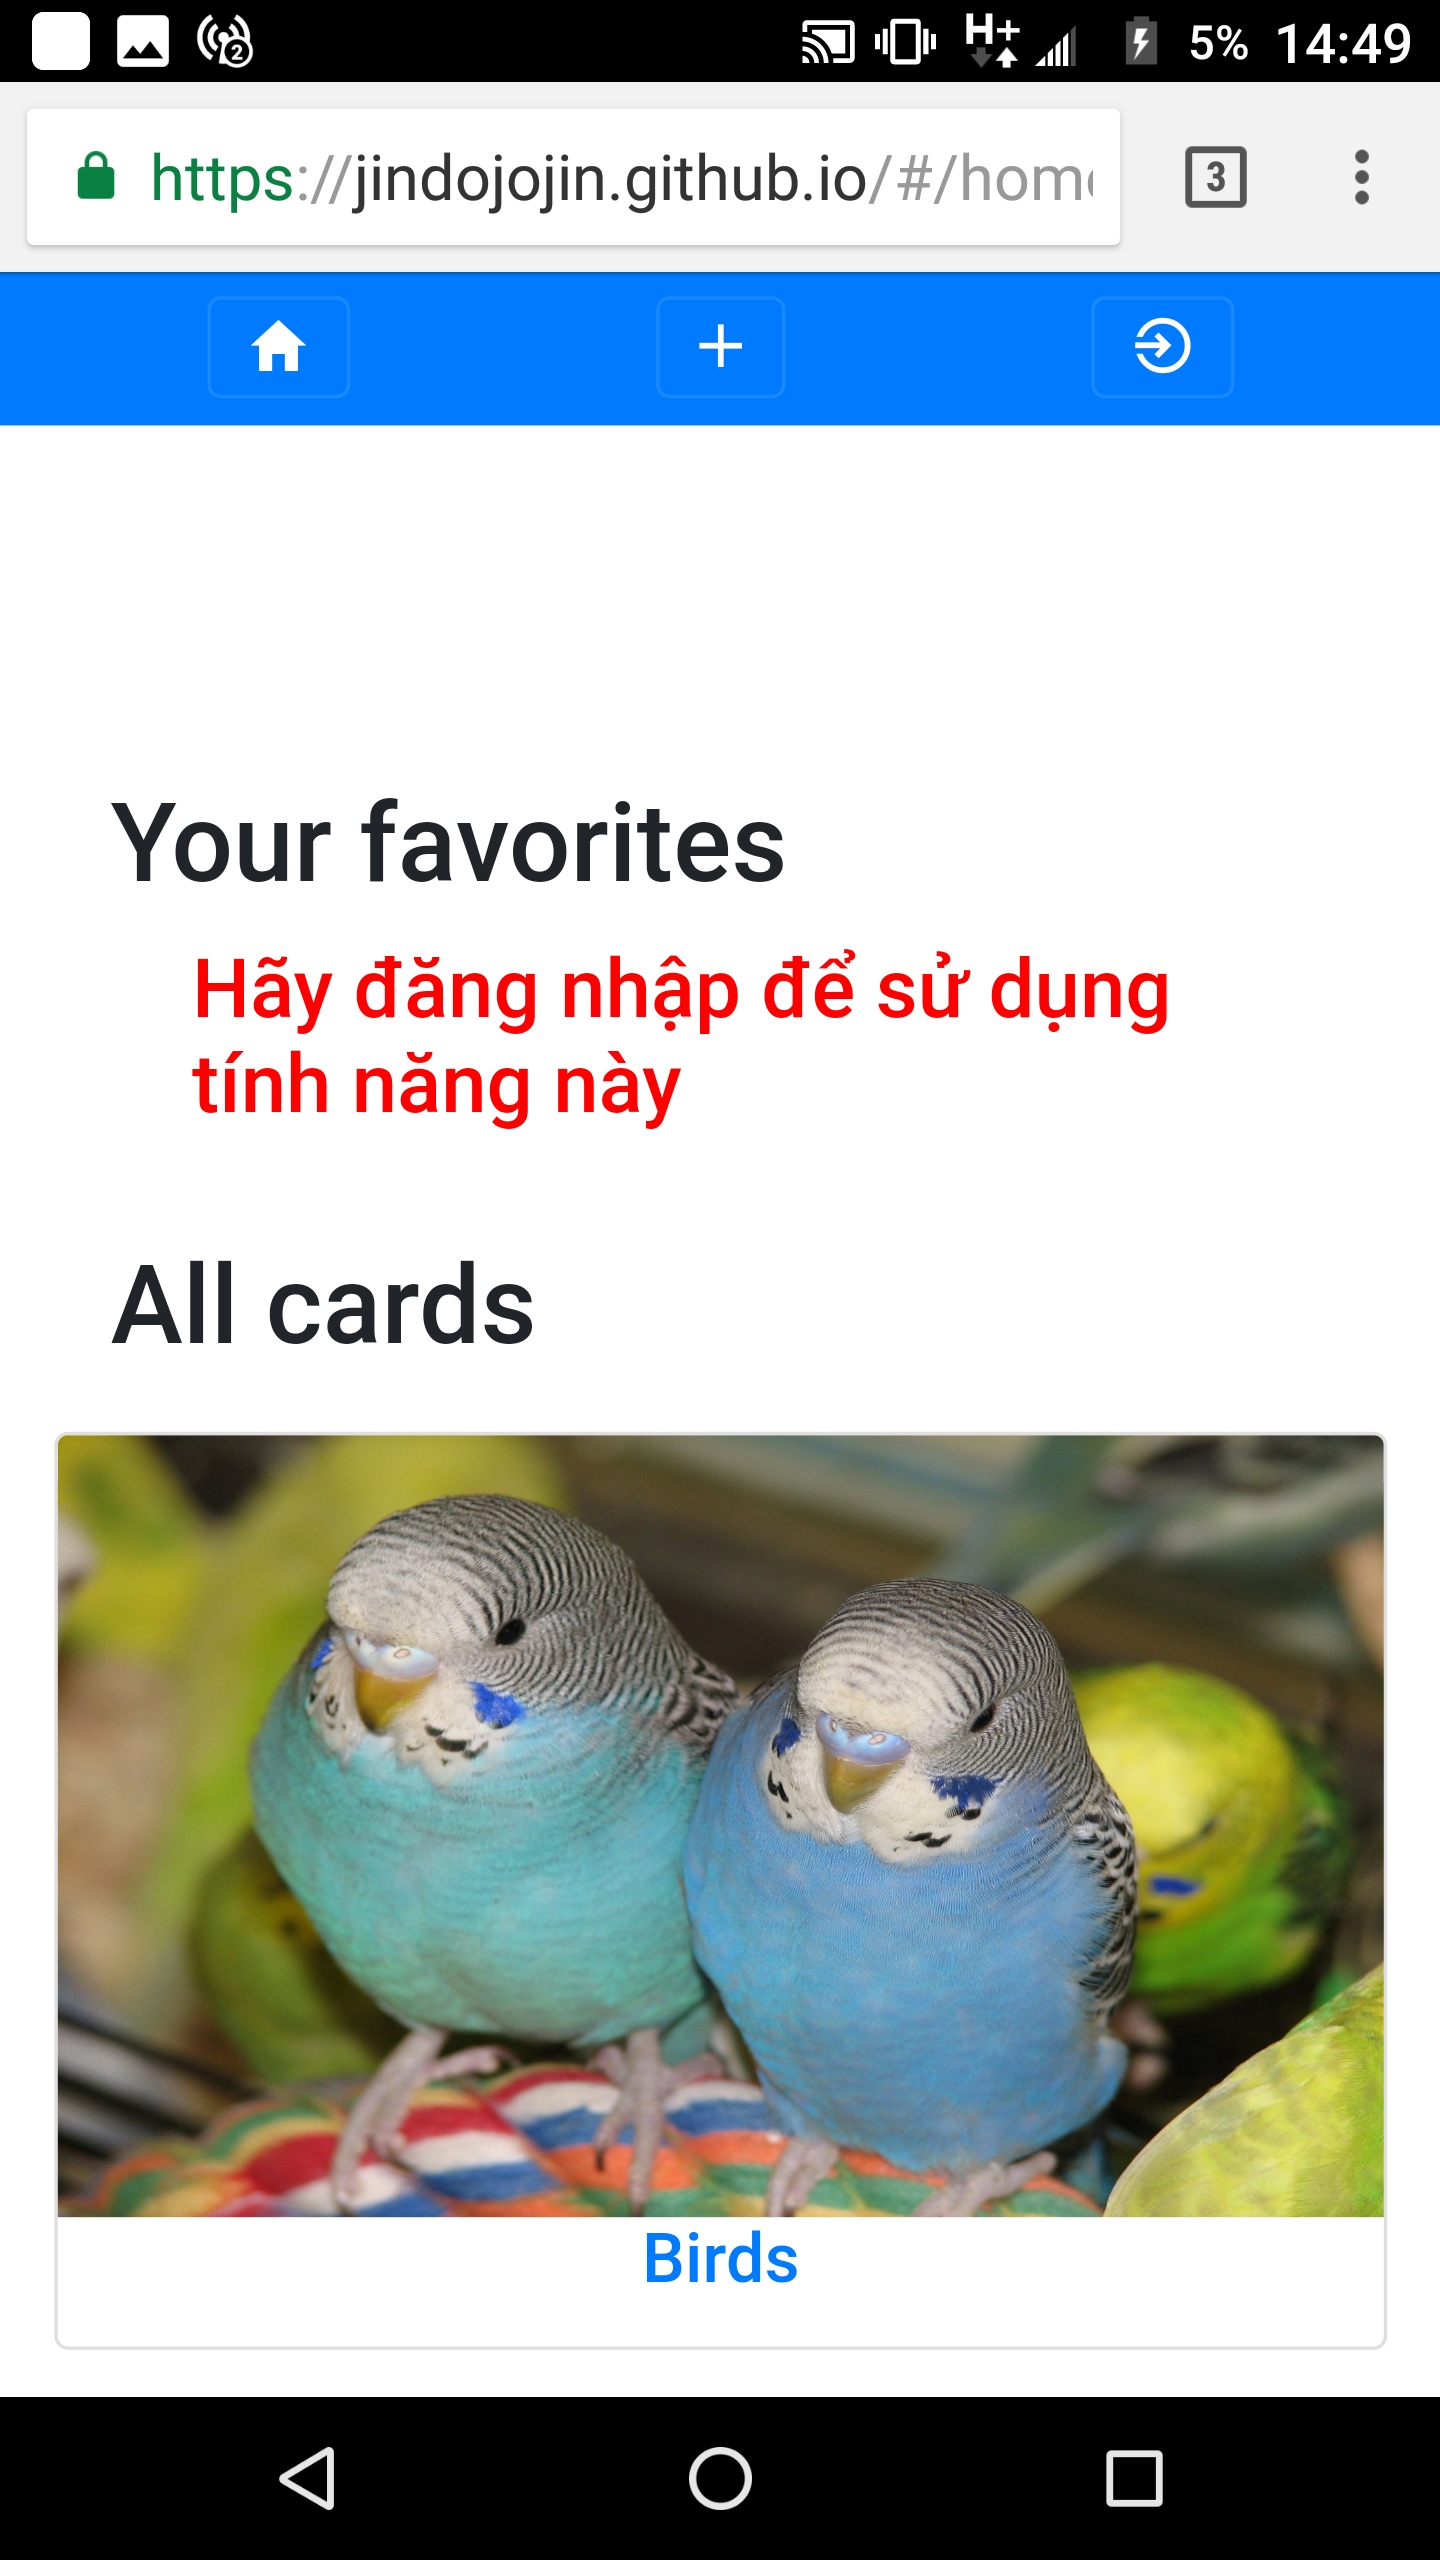 2
H+
5%
14:49
https://jindojojin.github.io/#/hom
3
Your favorites
Hãy đăng nhập để sử dụng
tính năng này
All cards
Birds